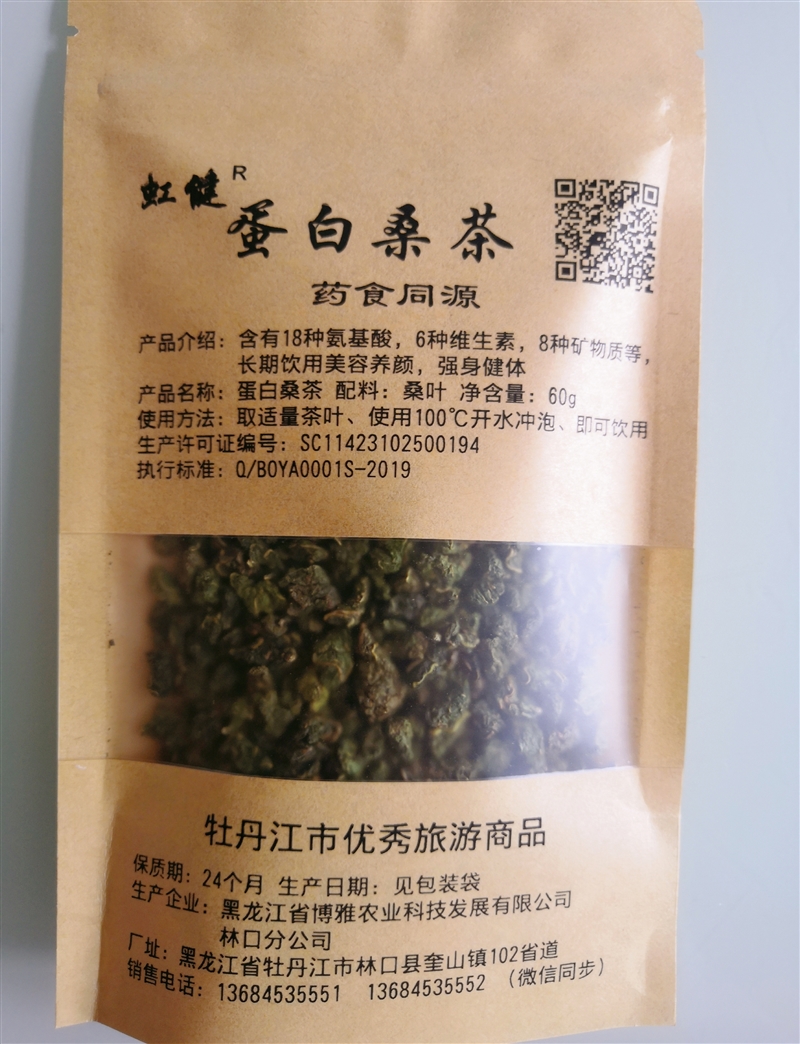 虹健R
蛋白桑茶
药食同源
产品介绍：含有18种氨基酸，6种维生素，8种矿物质等，
长期饮用美容养颜，强身健体
产品名称：蛋白桑茶 配料：桑叶 净含量：60g
使用方法：取适量茶叶、使用100℃开水冲泡、即可饮用
生产许可证编号：SC11423102500194
执行标准：Q/BOYA0001S-2019
牡丹江市优秀旅游商品
保质期：24个月 生产日期：见包装袋
生产企业：黑龙江省博雅农业科技发展有限公司
林口分公司
厂址：黑龙江省牡丹江市林口县奎山镇102省道
销售电话：13684535551 13684535552 （微信同步）